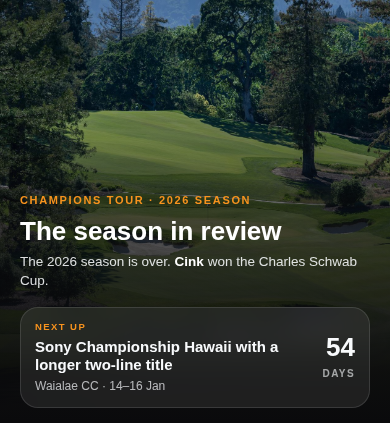 CHAMPIONS TOUR · 2026 SEASON
The season in review
The 2026 season is over. Cink won the Charles Schwab
Cup.
NEXT UP
Sony Championship Hawaii with a
longer two-line title
Waialae CC · 14–16 Jan
54
DAYS